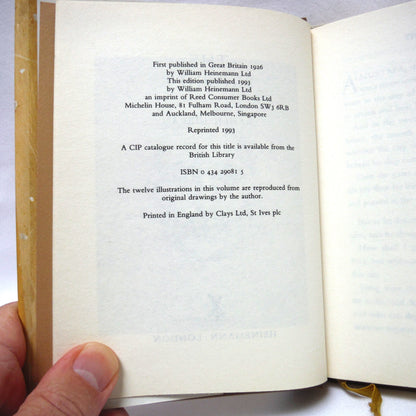 First published in Great Britain 1926
by William Heinemann Ltd
This edition published 1993
by William Heinemann Ltd
an imprint of Reed Consumer Books Ltd
Michelin House, 81 Fulham Road, London SW3 6RB
and Auckland, Melbourne, Singapore
Reprinted 1993
A CIP catalogue record for this title is available from the
British Library
ISBN 0 434 29081 5
The twelve illustrations in this volume are reproduced from
original drawings by the author.
Printed in England by Clays Ltd, St Ives plc
HEINEMANN LONDON